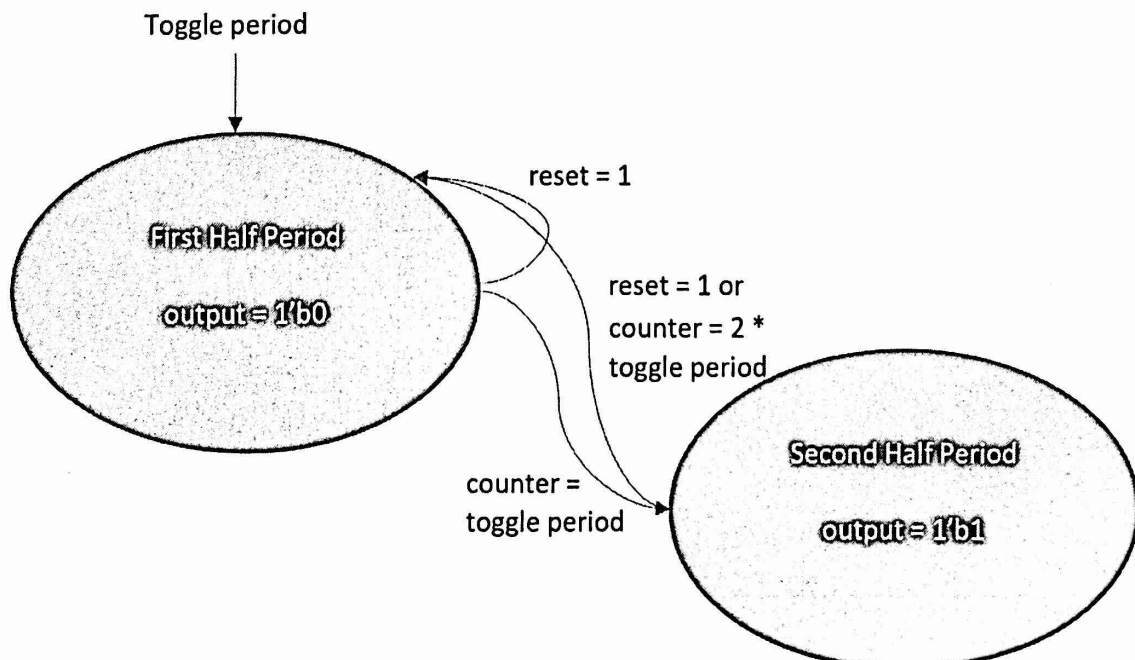 Toggle period
reset = 1
First Half Period
output = 1'b0
reset = 1 or
counter = 2 *
toggle period
counter =
toggle period
Second Half Period
output = 1'b1